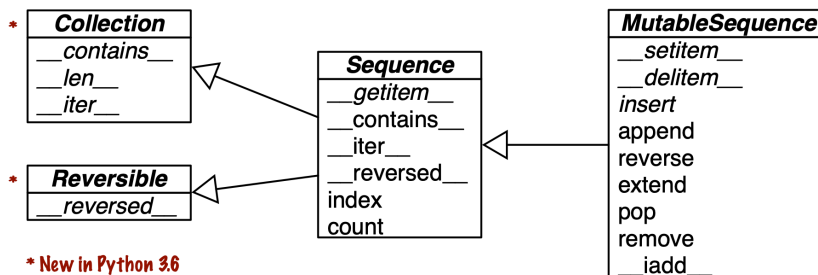 *
Collection
__contains__
__len__
__iter__
*
Reversible
__reversed__
* New in Python 3.6
Sequence
__getitem__
__contains__
__iter__
__reversed__
index
count
MutableSequence
__setitem__
__delitem__
insert
append
reverse
extend
pop
remove
__iadd__